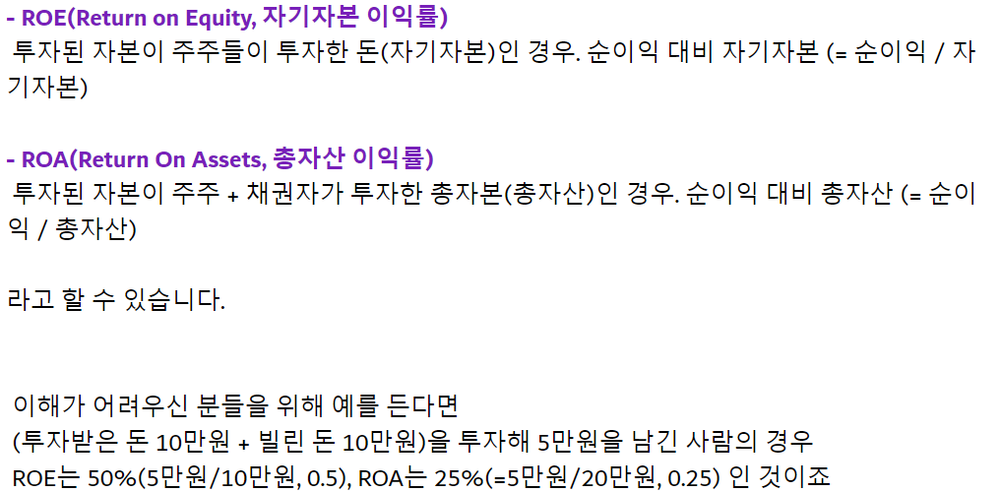 - ROE(Return on Equity, 자기자본 이익률)
투자된 자본이 주주들이 투자한 돈(자기자본)인 경우. 순이익 대비 자기자본 (= 순이익 / 자
기자본)
- ROA(Return On Assets, 총자산 이익률)
투자된 자본이 주주 + 채권자가 투자한 총자본(총자산)인 경우. 순이익 대비 총자산 (= 순이
익 / 총자산)
라고 할 수 있습니다.
이해가 어려우신 분들을 위해 예를 든다면
(투자받은 돈 10만원 + 빌린 돈 10만원)을 투자해 5만원을 남긴 사람의 경우
ROE는 50%(5만원/10만원, 0.5), ROA는 25%(=5만원/20만원, 0.25) 인 것이죠